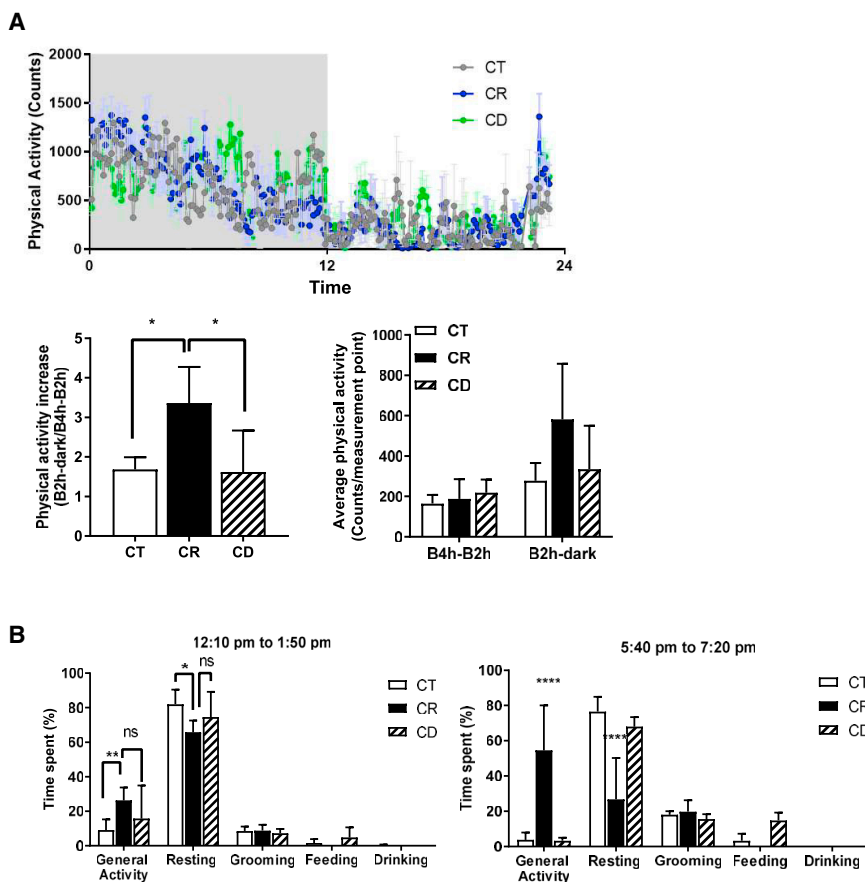 A
2000
1500
1000
500
0
Physical Activity (Counts)
CT
CR
CD
0 12 24
Time
* *
5
4
3
2
1
0
Physical activity increase
(B2h-dark/B4h-B2h)
CT CR CD
1000
800
600
400
200
0
Average physical activity
(Counts/measurement point)
CT
CR
CD
B4h-B2h B2h-dark
B
12:10 pm to 1:50 pm
100
80
60
40
20
0
Time spent (%)
** ns
* ns
CT
CR
CD
General Activity Resting Grooming Feeding Drinking
5:40 pm to 7:20 pm
100
80
60
40
20
0
Time spent (%)
****
****
CT
CR
CD
General Activity Resting Grooming Feeding Drinking